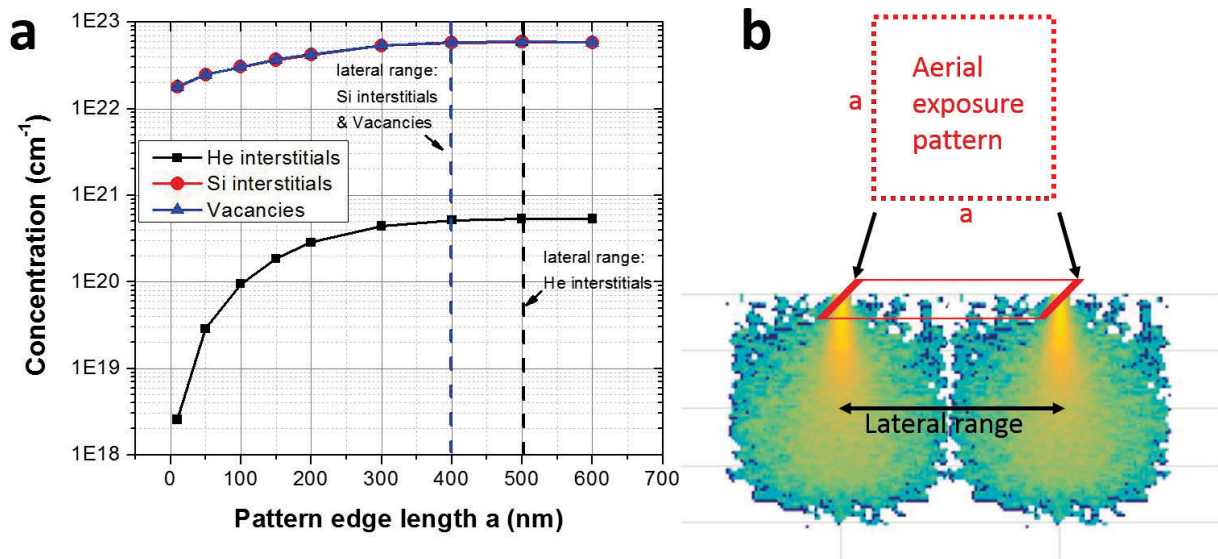 a
1E23
1E22
1E21
1E20
1E19
1E18
Concentration (cm⁻¹)
lateral range:
Si interstitials
& Vacancies
He interstitials
Si interstitials
Vacancies
lateral range:
He interstitials
0 100 200 300 400 500 600 700
Pattern edge length a (nm)
b
Aerial
exposure
pattern
a
a
Lateral range